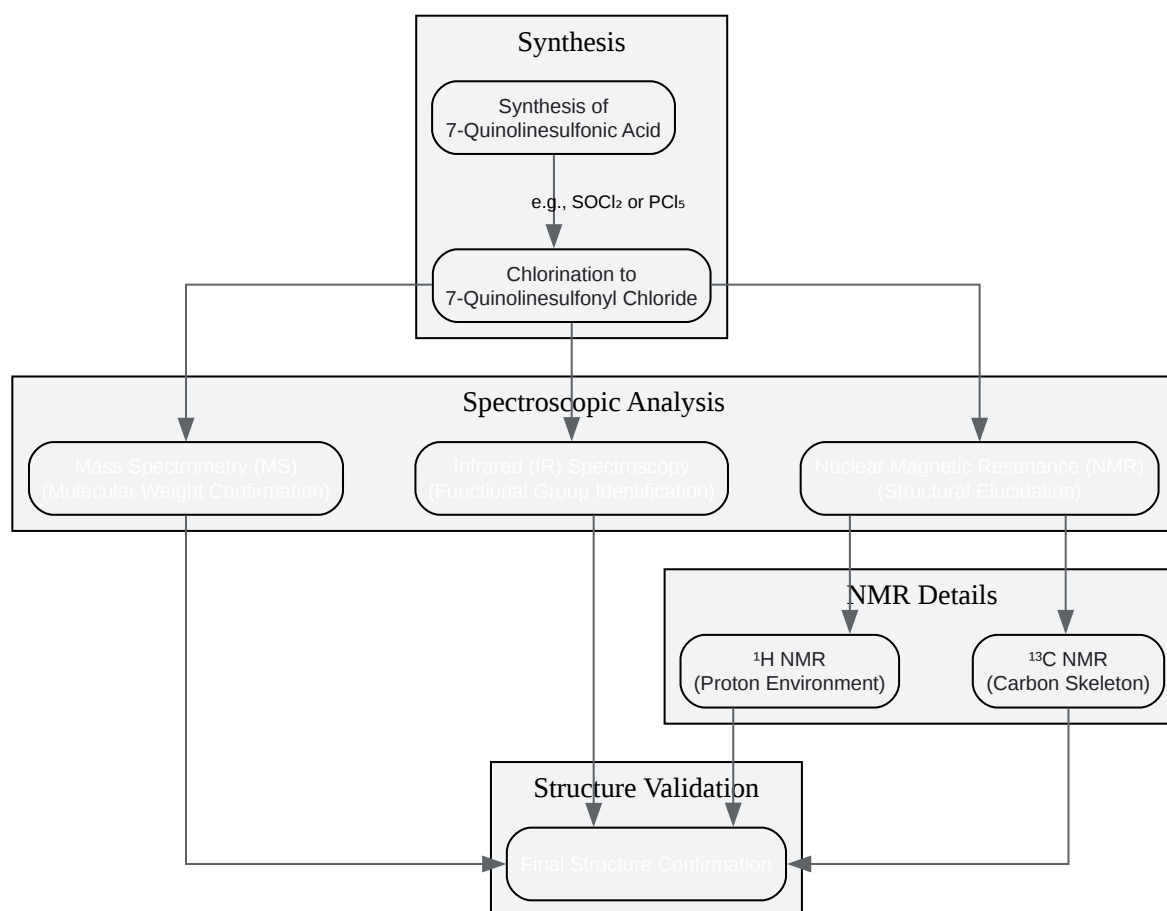 Synthesis
Synthesis of
7-Quinolinesulfonic Acid
e.g., SOCl₂ or PCl₅
Chlorination to
7-Quinolinesulfonyl Chloride
Spectroscopic Analysis
Mass Spectrometry (MS)
(Molecular Weight Confirmation)
Infrared (IR) Spectroscopy
(Functional Group Identification)
Nuclear Magnetic Resonance (NMR)
(Structural Elucidation)
NMR Details
¹H NMR
(Proton Environment)
¹³C NMR
(Carbon Skeleton)
Structure Validation
Final Structure Confirmation